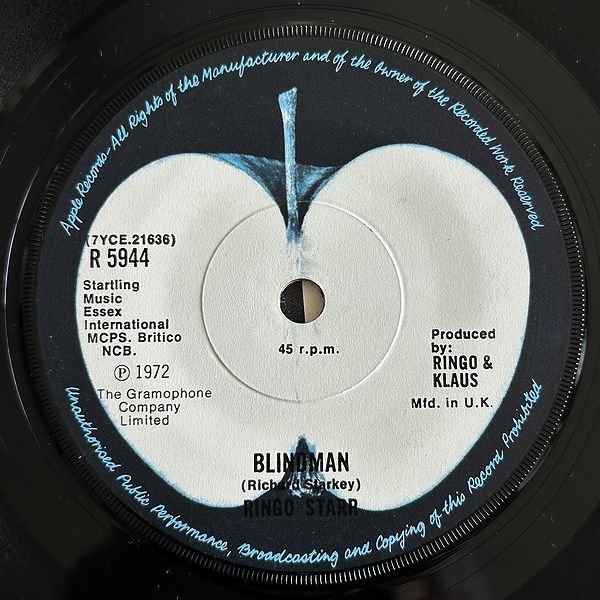 Apple Records-All Rights of the Manufacturer and of the Owner of the Recorded Work Reserved
(7YCE.21636)
R 5944
Startling
Music
Essex
International
MCPS. Britico
NCB.
Ⓟ 1972
The Gramophone
Company
Limited
45 r.p.m.
Produced
by:
RINGO &
KLAUS
Mfd. in U.K.
BLINDMAN
(Richard Starkey)
RINGO STARR
Unauthorised Public Performance, Broadcasting and Copying of this Record Prohibited